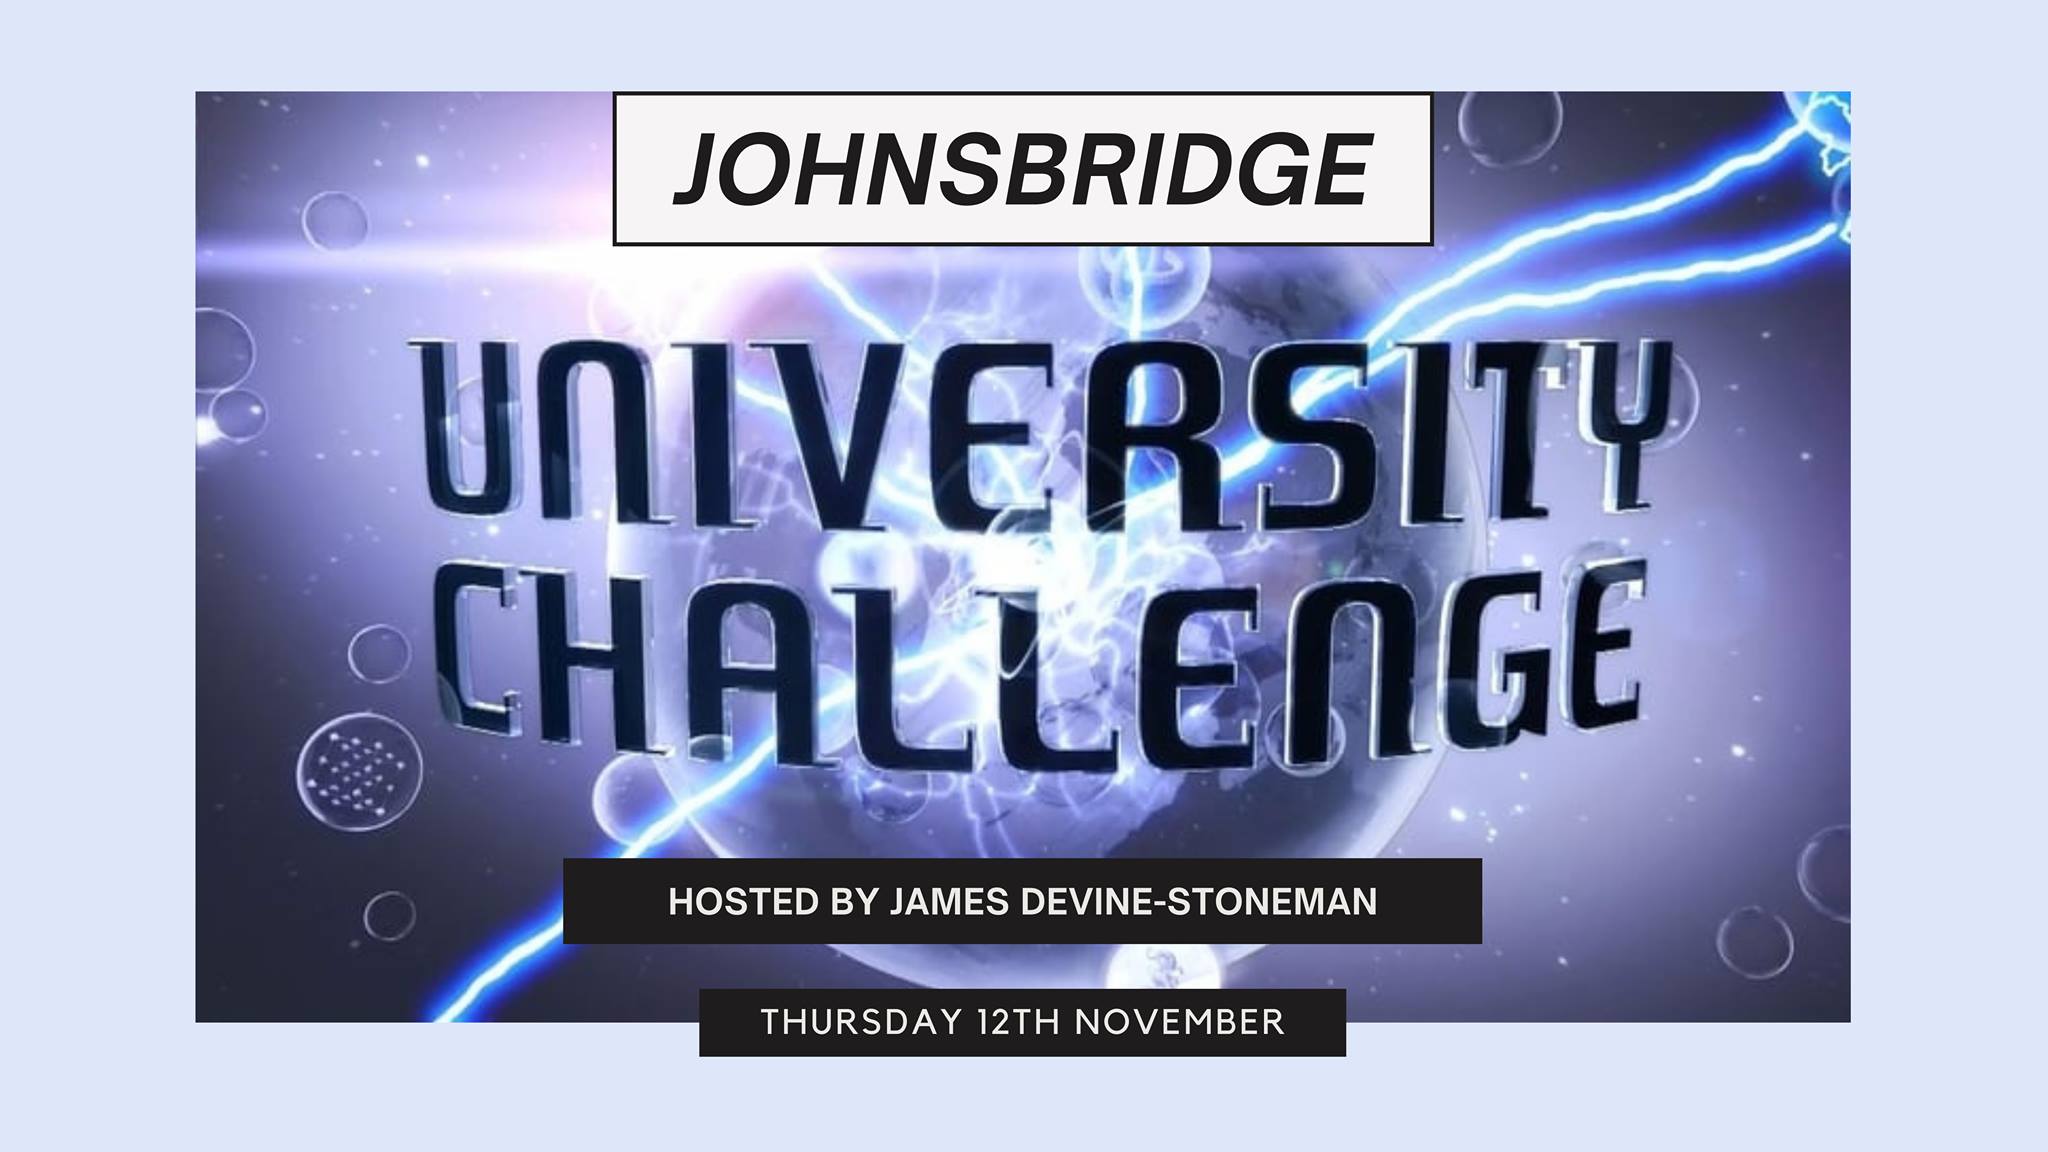 JOHNSBRIDGE
UNIVERSITY
CHALLENGE
HOSTED BY JAMES DEVINE-STONEMAN
THURSDAY 12TH NOVEMBER